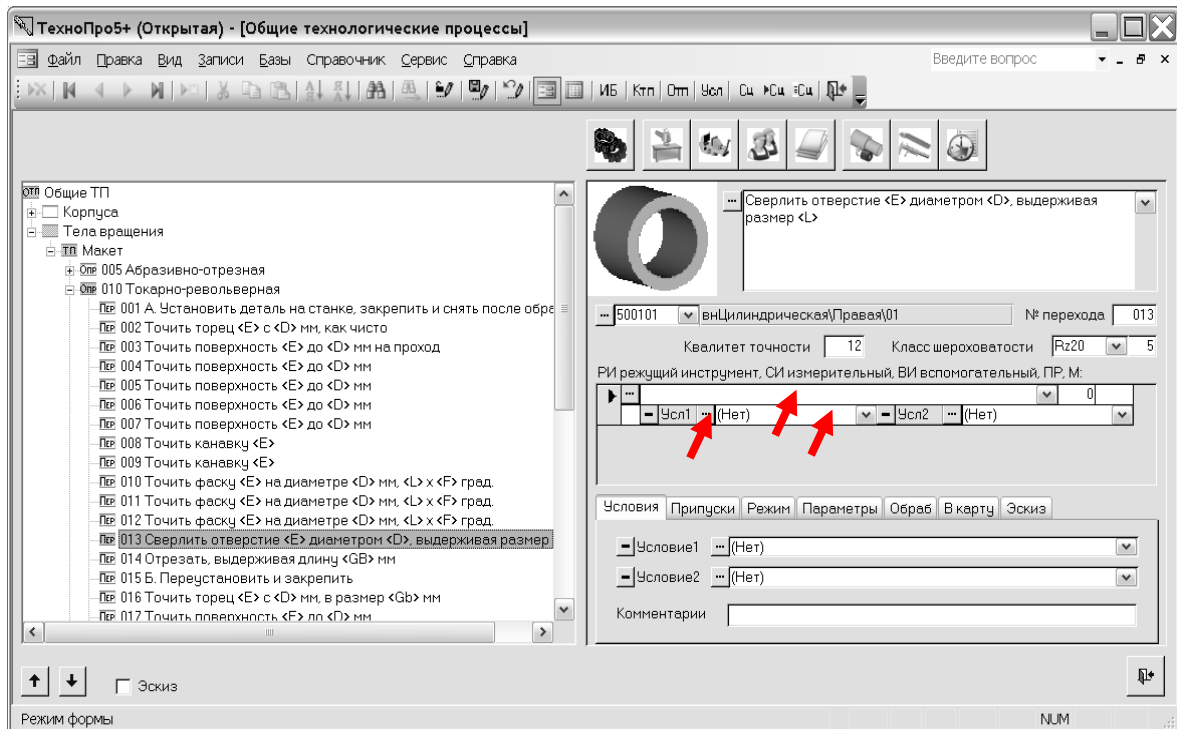 ТехноПро5+ (Открытая) - [Общие технологические процессы]
Файл Правка Вид Записи Базы Справочник Сервис Справка Введите вопрос
ИБ Ктп Отп Усл Сц Сц Сц
ОТП Общие ТП
Корпуса
Тела вращения
ТП Макет
Опр 005 Абразивно-отрезная
Опр 010 Токарно-револьверная
Пер 001 А. Установить деталь на станке, закрепить и снять после обра
Пер 002 Точить торец <E> с <D> мм, как чисто
Пер 003 Точить поверхность <E> до <D> мм на проход
Пер 004 Точить поверхность <E> до <D> мм
Пер 005 Точить поверхность <E> до <D> мм
Пер 006 Точить поверхность <E> до <D> мм
Пер 007 Точить поверхность <E> до <D> мм
Пер 008 Точить канавку <E>
Пер 009 Точить канавку <E>
Пер 010 Точить фаску <E> на диаметре <D> мм, <L> x <F> град.
Пер 011 Точить фаску <E> на диаметре <D> мм, <L> x <F> град.
Пер 012 Точить фаску <E> на диаметре <D> мм, <L> x <F> град.
Пер 013 Сверлить отверстие <E> диаметром <D>, выдерживая размер
Пер 014 Отрезать, выдерживая длину <GB> мм
Пер 015 Б. Переустановить и закрепить
Пер 016 Точить торец <E> с <D> мм, в размер <Gb> мм
Пер 017 Точить поверхность <E> до <D> мм
Эскиз
... Сверлить отверстие <E> диаметром <D>, выдерживая
размер <L>
... 500101 внЦилиндрическая\Правая\01 № перехода 013
Квалитет точности 12 Класс шероховатости Rz20 5
РИ режущий инструмент, СИ измерительный, ВИ вспомогательный, ПР, М:
... 0
Усл1 ... (Нет) Усл2 ... (Нет)
Условия Припуски Режим Параметры Обраб В карту Эскиз
Условие1 ... (Нет)
Условие2 ... (Нет)
Комментарии
Режим формы NUM